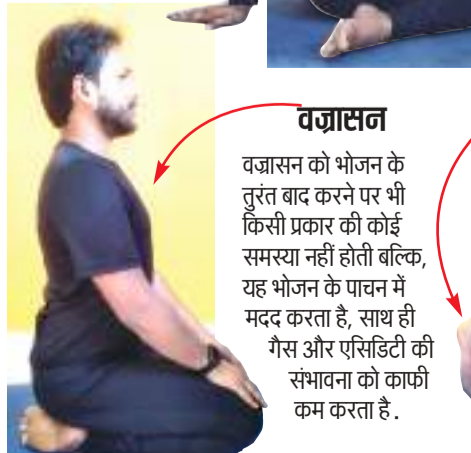 वज्रासन
वज्रासन को भोजन के
तुरंत बाद करने पर भी
किसी प्रकार की कोई
समस्या नहीं होती बल्कि,
यह भोजन के पाचन में
मदद करता है, साथ ही
गैस और एसिडिटी की
संभावना को काफी
कम करता है.